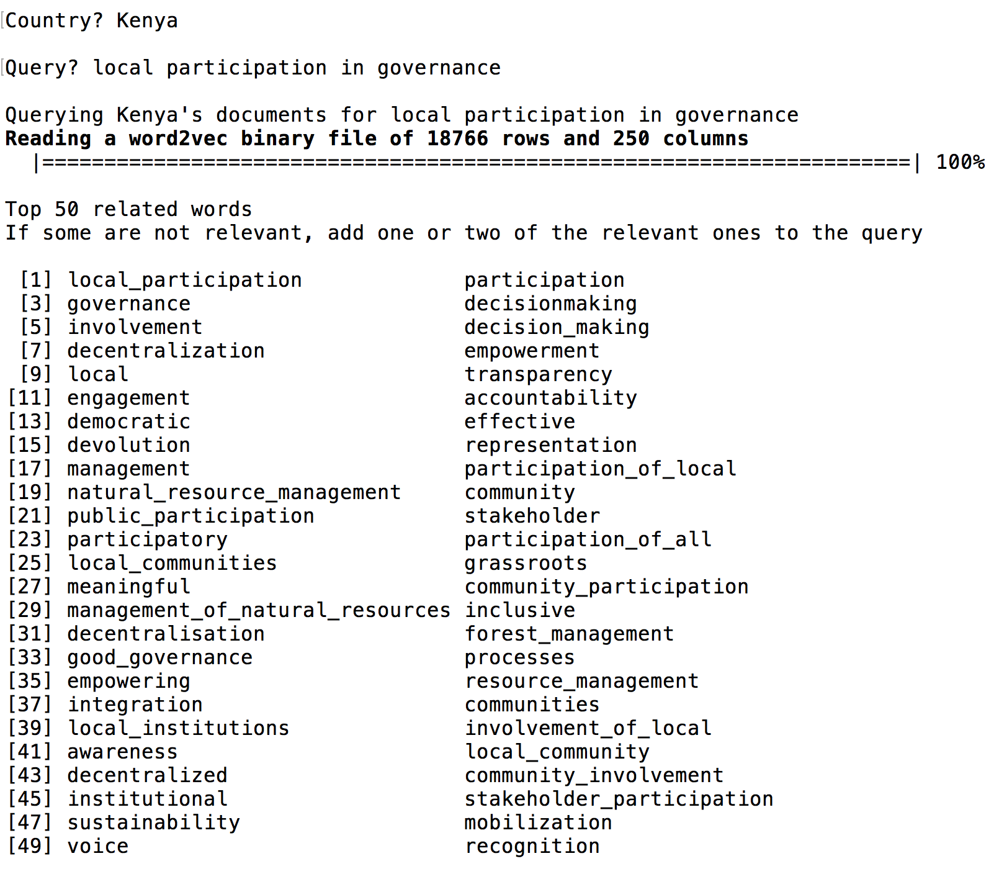 Country? Kenya
Query? local participation in governance
Querying Kenya's documents for local participation in governance
Reading a word2vec binary file of 18766 rows and 250 columns
|======================================================================| 100%
Top 50 related words
If some are not relevant, add one or two of the relevant ones to the query
[1] local_participation participation
[3] governance decisionmaking
[5] involvement decision_making
[7] decentralization empowerment
[9] local transparency
[11] engagement accountability
[13] democratic effective
[15] devolution representation
[17] management participation_of_local
[19] natural_resource_management community
[21] public_participation stakeholder
[23] participatory participation_of_all
[25] local_communities grassroots
[27] meaningful community_participation
[29] management_of_natural_resources inclusive
[31] decentralisation forest_management
[33] good_governance processes
[35] empowering resource_management
[37] integration communities
[39] local_institutions involvement_of_local
[41] awareness local_community
[43] decentralized community_involvement
[45] institutional stakeholder_participation
[47] sustainability mobilization
[49] voice recognition